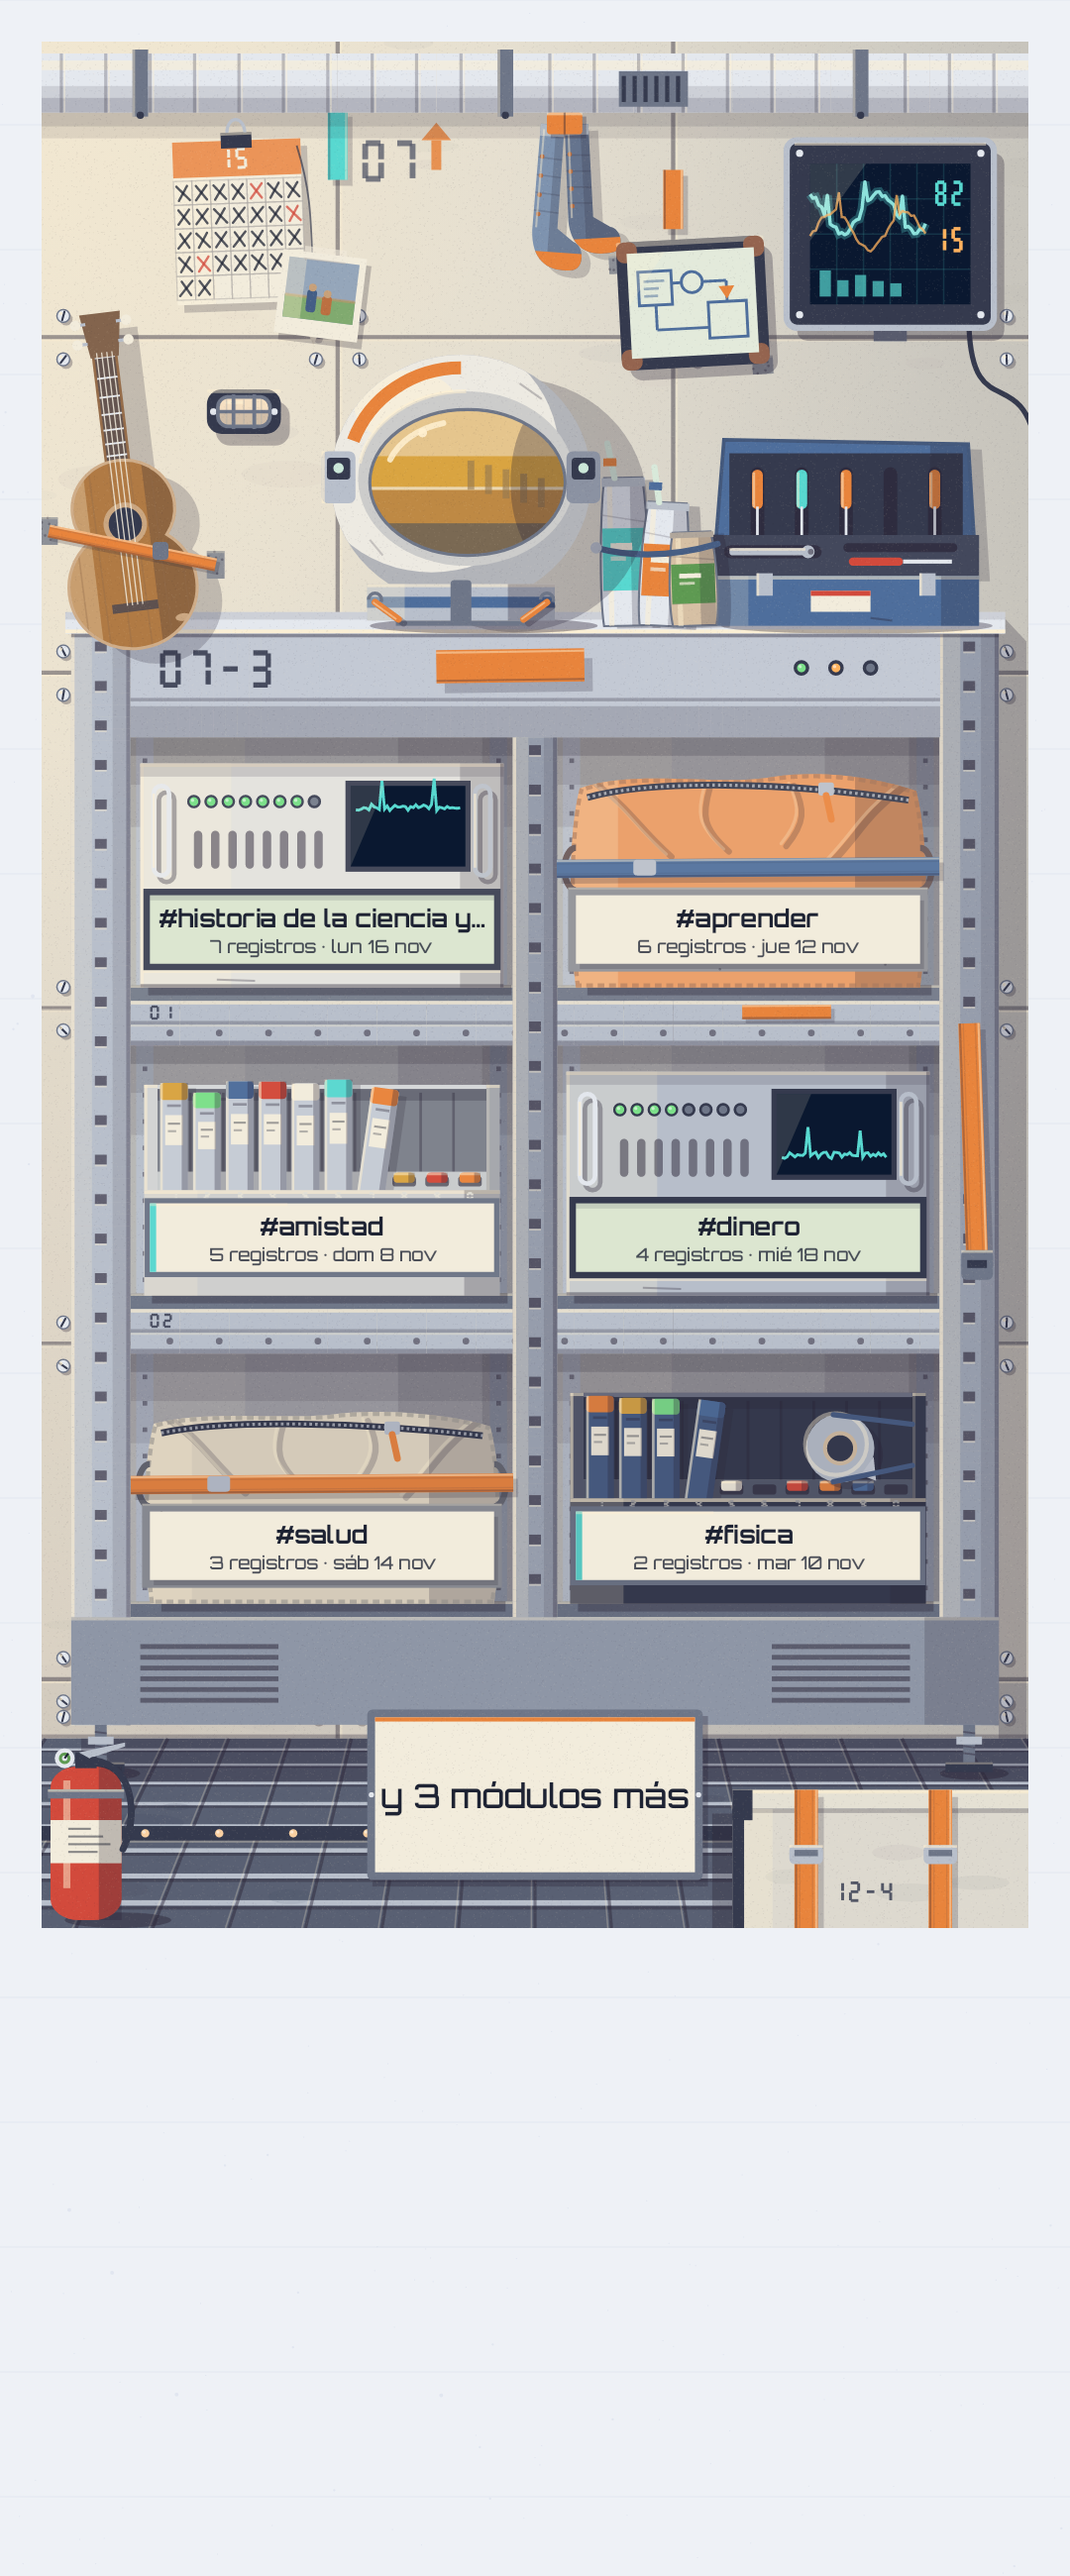 15
07
82
15
07-3
#historia de la ciencia y...
7 registros · lun 16 nov
#aprender
6 registros · jue 12 nov
01
#amistad
5 registros · dom 8 nov
#dinero
4 registros · mié 18 nov
02
#salud
3 registros · sáb 14 nov
#fisica
2 registros · mar 10 nov
y 3 módulos más
12-4